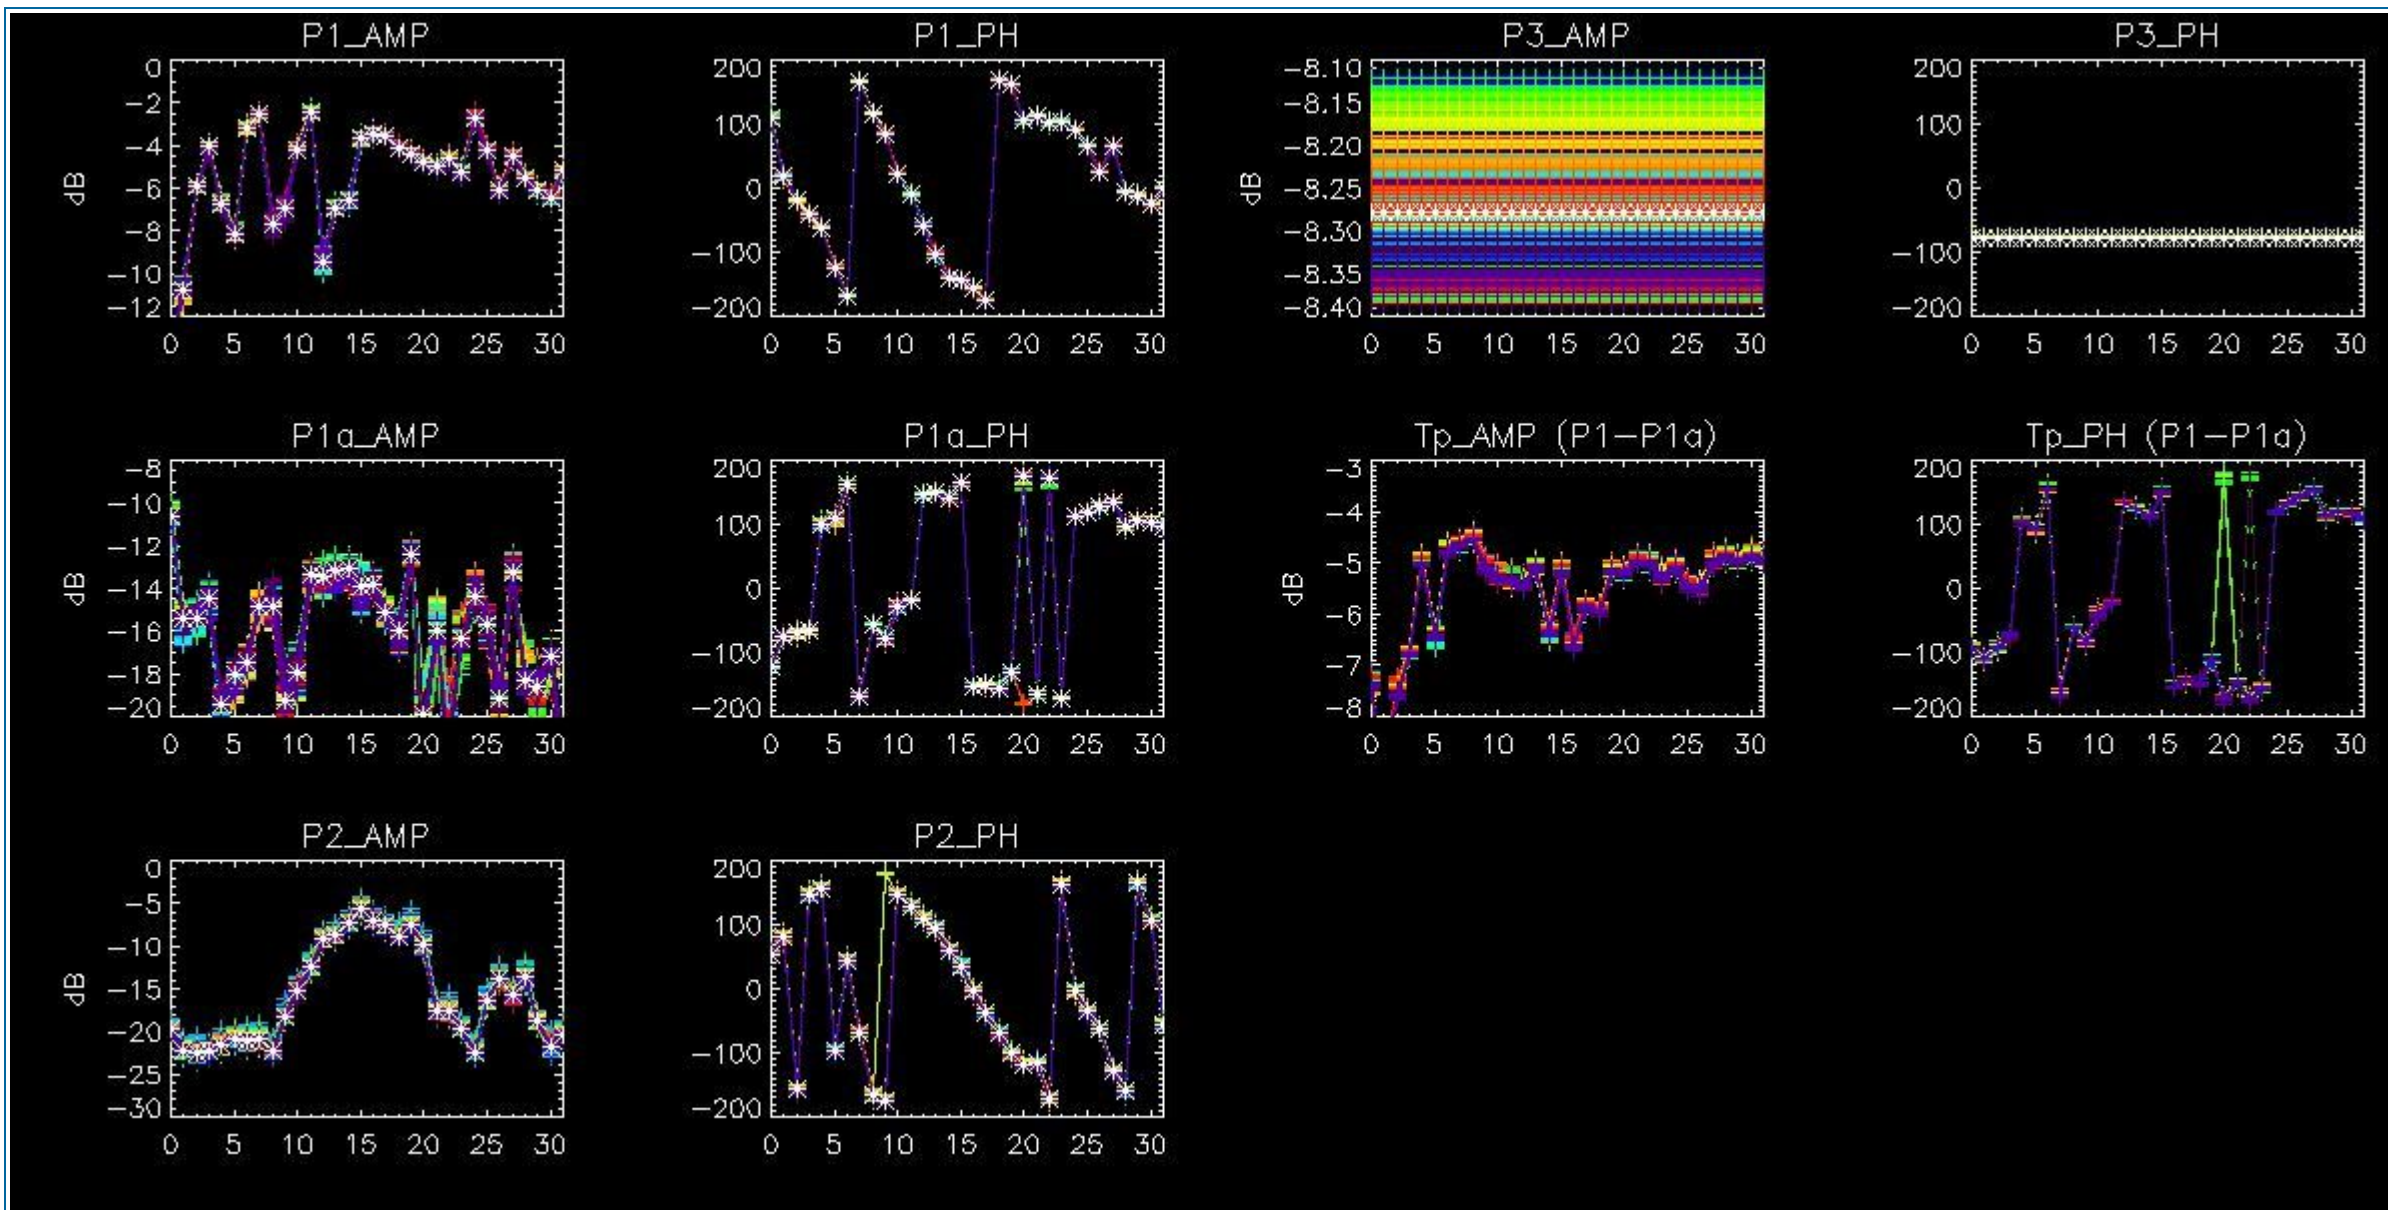 P1_AMP P1_PH P3_AMP P3_PH
0 200 -8.10 200
-2 100 -8.15 100
-4 0 -8.20 0
-6 -100 -8.25 -100
-8 -200 -8.30 -200
-10 -8.35
-12 -8.40
dB dB
0 5 10 15 20 25 30 0 5 10 15 20 25 30 0 5 10 15 20 25 30 0 5 10 15 20 25 30
P1a_AMP P1a_PH Tp_AMP (P1-P1a) Tp_PH (P1-P1a)
-8 200 -3 200
-10 100 -4 100
-12 0 -5 0
-14 -100 -6 -100
-16 -200 -7 -200
-18 -8
-20
dB dB
0 5 10 15 20 25 30 0 5 10 15 20 25 30 0 5 10 15 20 25 30 0 5 10 15 20 25 30
P2_AMP P2_PH
0 200
-5 100
-10 0
-15 -100
-20 -200
-25
-30
dB
0 5 10 15 20 25 30 0 5 10 15 20 25 30